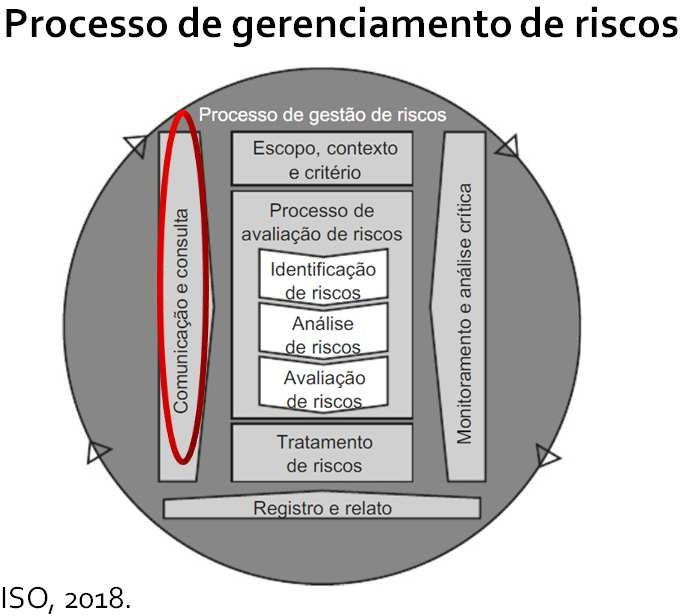 Processo de gerenciamento de riscos
Processo de gestão de riscos
Escopo, contexto
e critério
Comunicação e consulta
Processo de
avaliação de riscos
Identificação
de riscos
Análise
de riscos
Avaliação
de riscos
Monitoramento e análise crítica
Tratamento
de riscos
Registro e relato
ISO, 2018.